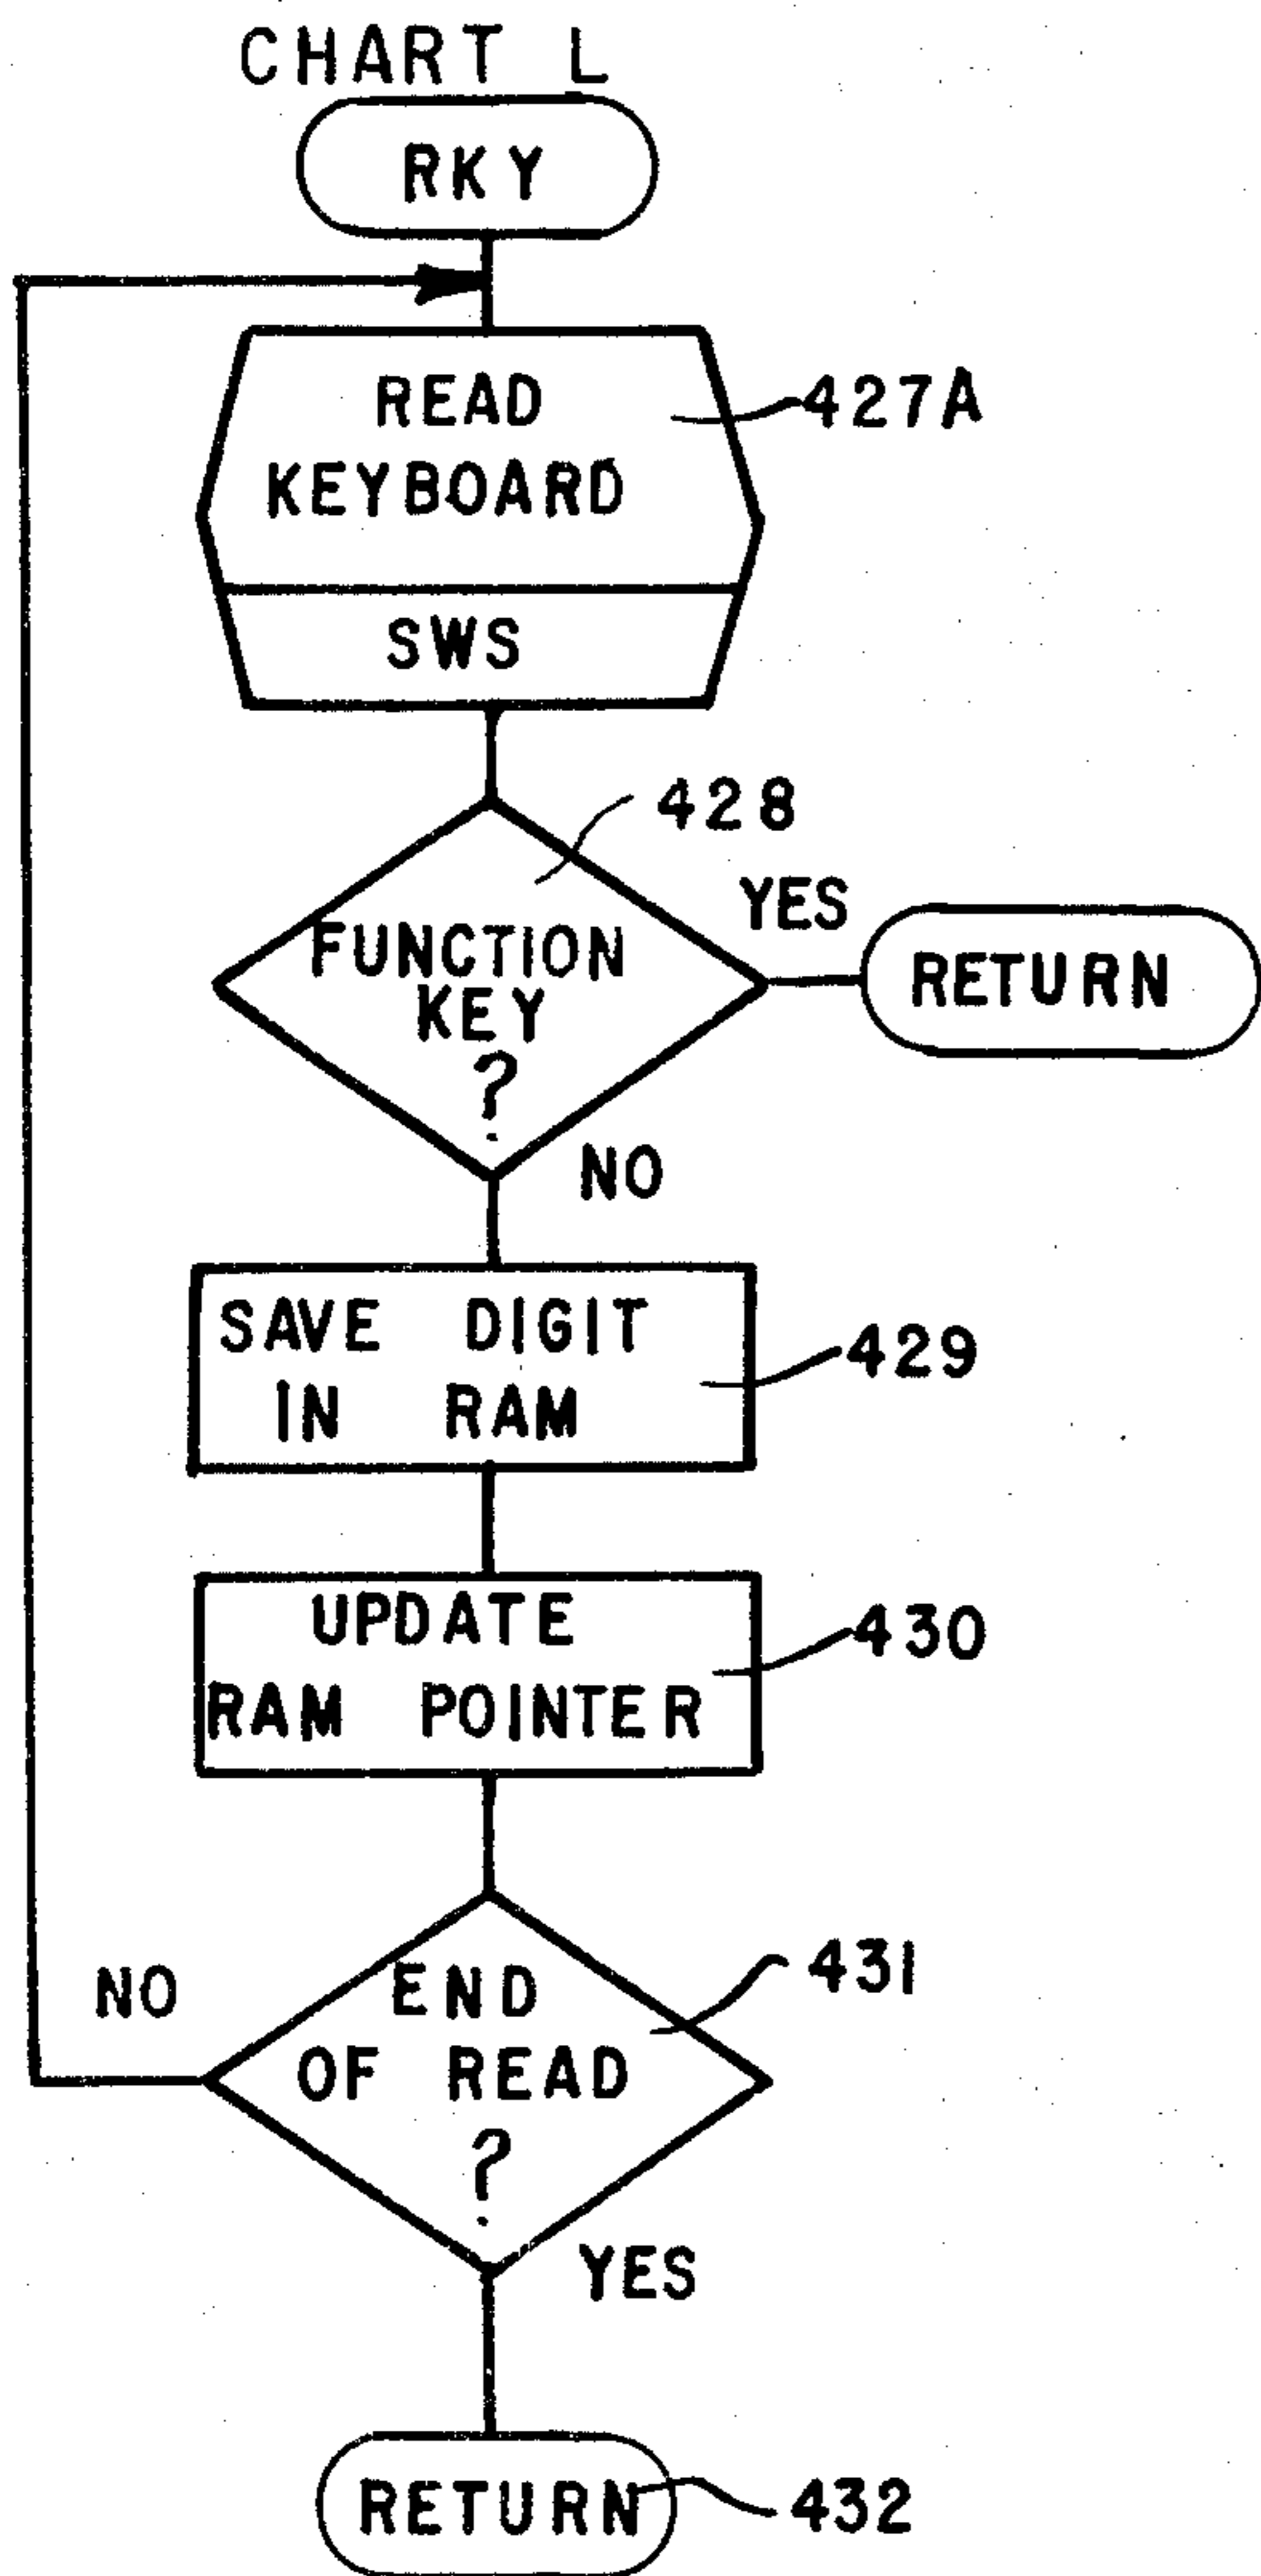 CHART L
RKY
READ
KEYBOARD
427A
SWS
428
FUNCTION
KEY
?
YES
RETURN
NO
SAVE DIGIT
IN RAM
429
UPDATE
RAM POINTER
430
END
OF READ
?
431
NO
YES
RETURN
432